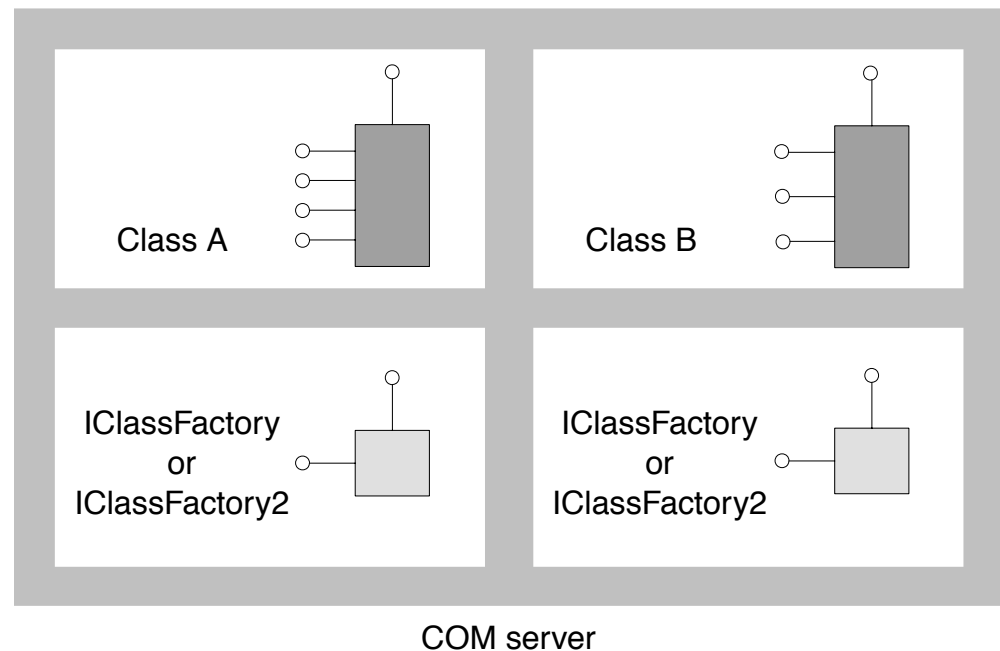 Class A
Class B
IClassFactory
or
IClassFactory2
IClassFactory
or
IClassFactory2
COM server